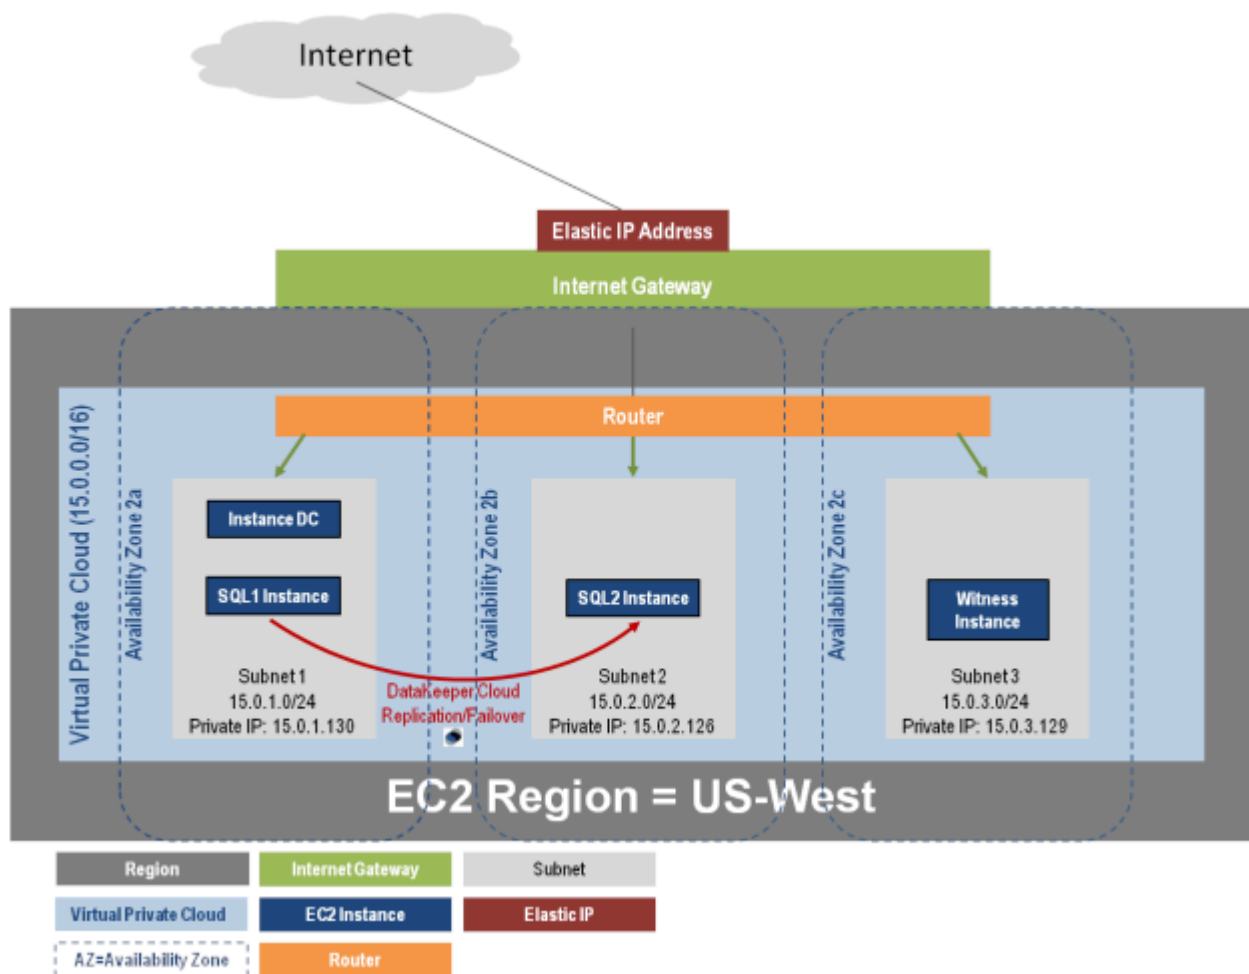 Internet
Elastic IP Address
Internet Gateway
Router
Virtual Private Cloud (15.0.0.0/16)
Availability Zone 2a
Instance DC
SQL1 Instance
Subnet 1
15.0.1.0/24
Private IP: 15.0.1.130
DataKeeper Cloud
Replication/Failover
Availability Zone 2b
SQL2 Instance
Subnet 2
15.0.2.0/24
Private IP: 15.0.2.126
Availability Zone 2c
Witness
Instance
Subnet 3
15.0.3.0/24
Private IP: 15.0.3.129
EC2 Region = US-West
Region
Internet Gateway
Subnet
Virtual Private Cloud
EC2 Instance
Elastic IP
AZ=Availability Zone
Router